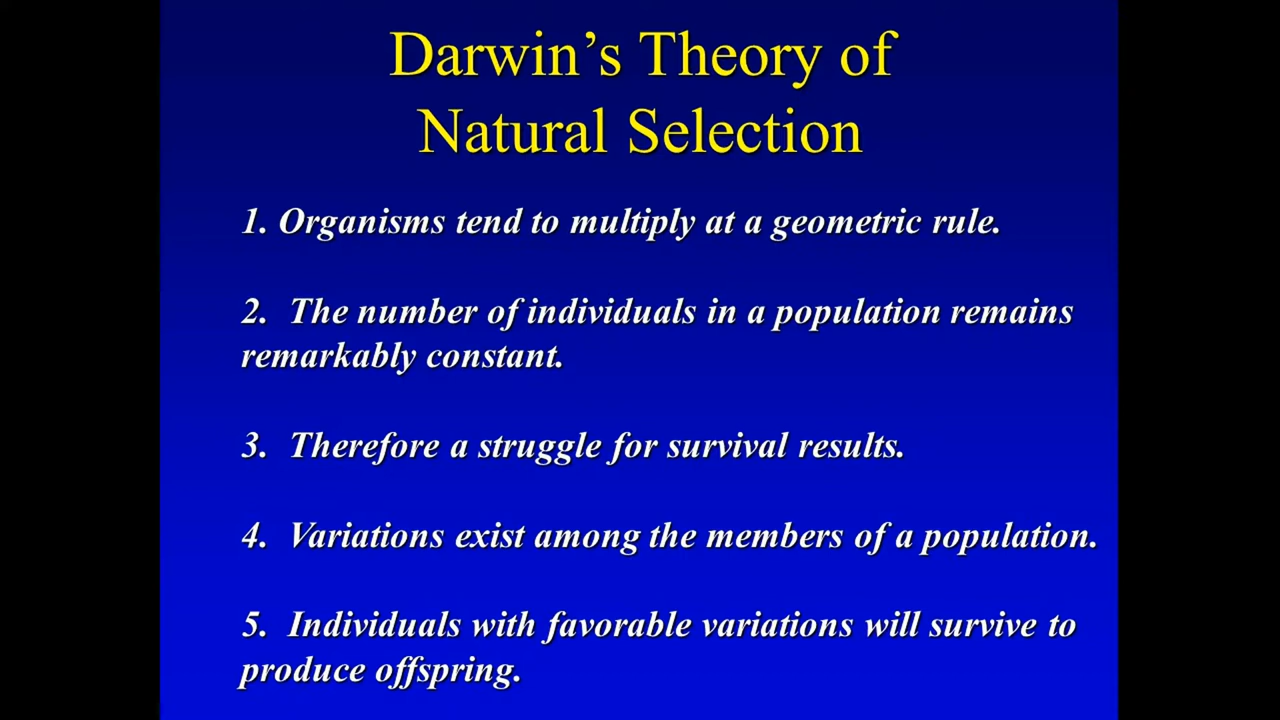 Darwin’s Theory of
Natural Selection
1. Organisms tend to multiply at a geometric rule.
2.  The number of individuals in a population remains
remarkably constant.
3.  Therefore a struggle for survival results.
4.  Variations exist among the members of a population.
5.  Individuals with favorable variations will survive to
produce offspring.